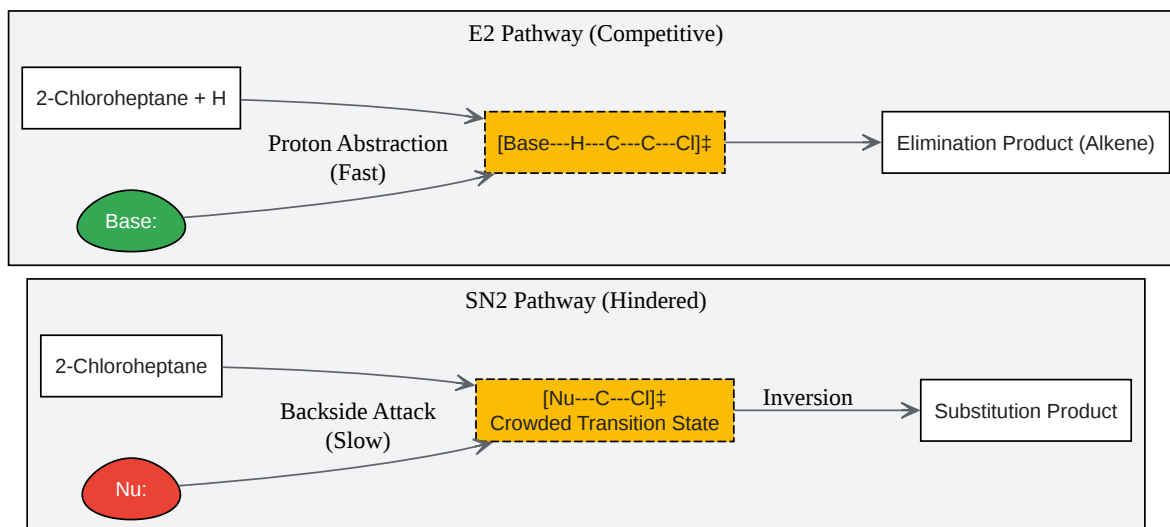 E2 Pathway (Competitive)
2-Chloroheptane + H
Proton Abstraction
(Fast)
[Base---H---C---C---Cl]‡
Elimination Product (Alkene)
Base:
SN2 Pathway (Hindered)
2-Chloroheptane
Backside Attack
(Slow)
[Nu---C---Cl]‡
Crowded Transition State
Inversion
Substitution Product
Nu: